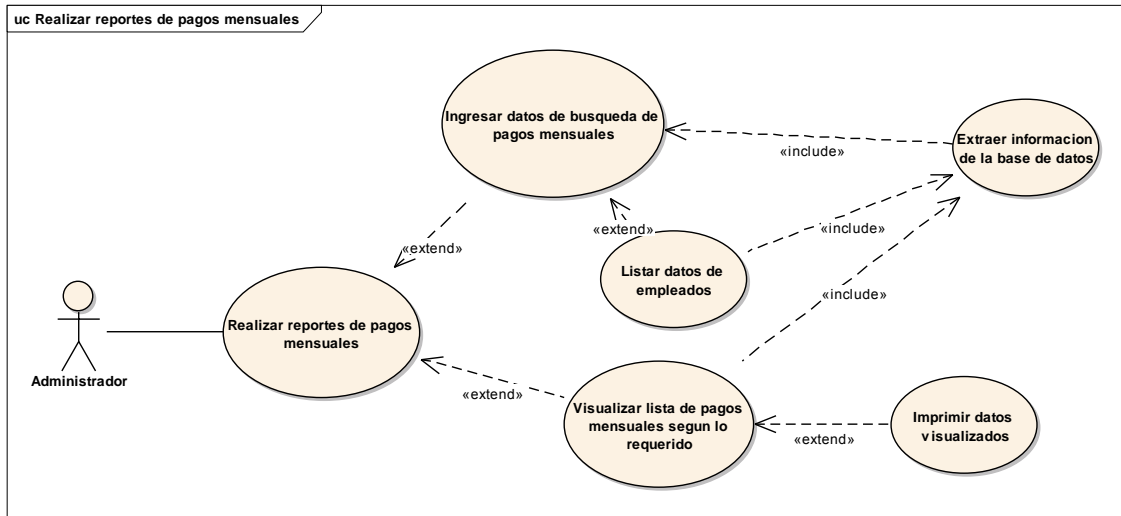 uc Realizar reportes de pagos mensuales
Ingresar datos de busqueda de
pagos mensuales
Extraer informacion
de la base de datos
«include»
«extend»
«include»
«extend»
Listar datos de
empleados
«include»
Realizar reportes de pagos
mensuales
Administrador
«extend»
Visualizar lista de pagos
mensuales segun lo
requerido
«extend»
Imprimir datos
visualizados